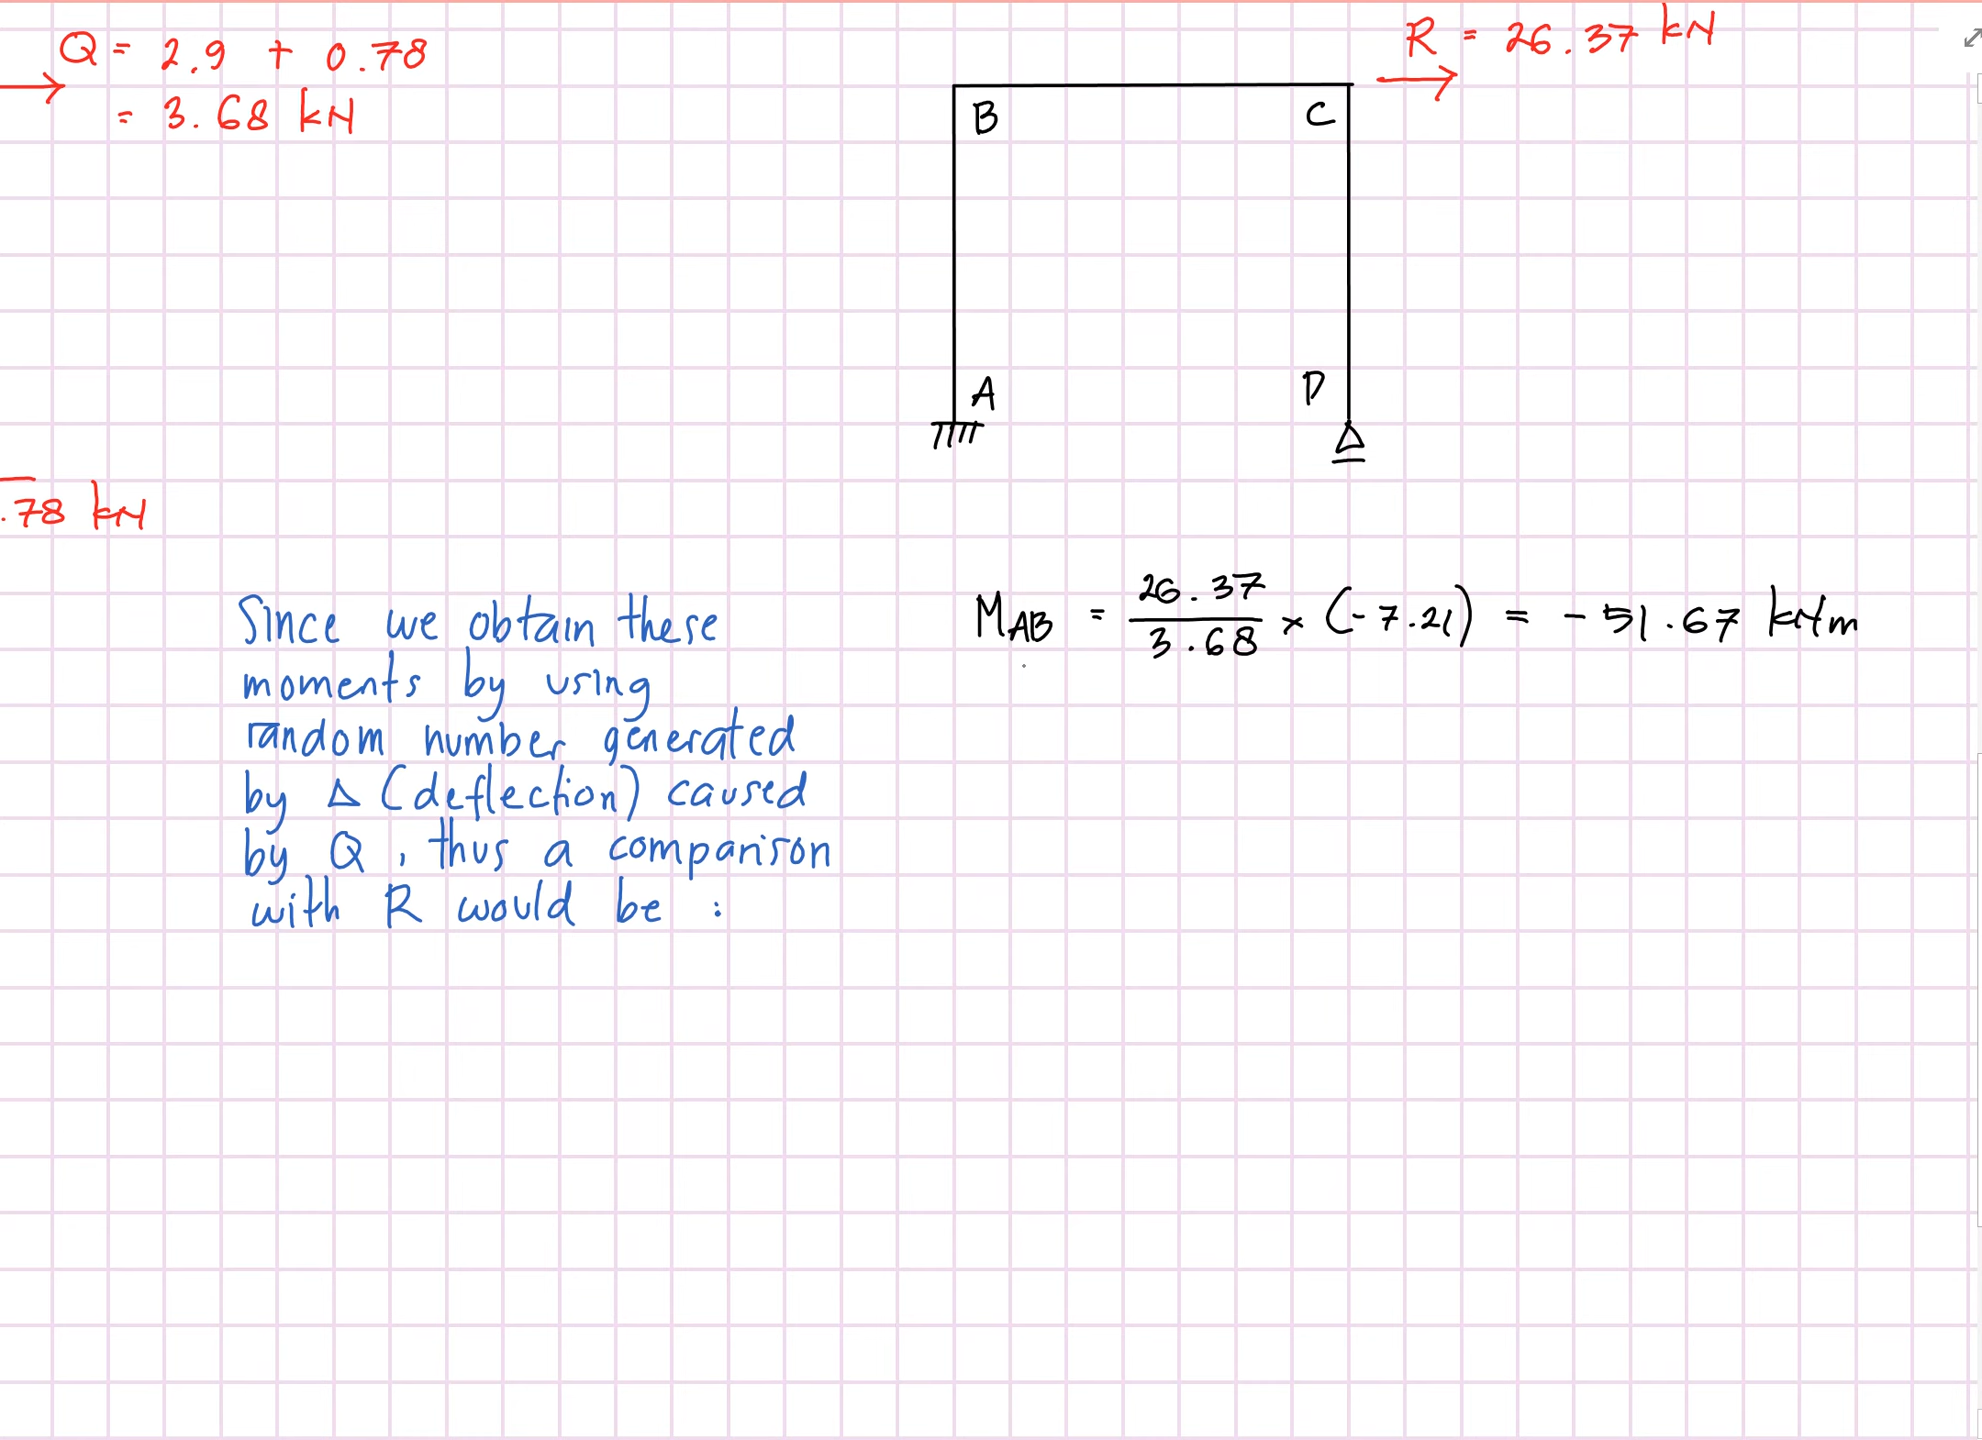 Q = 2.9 + 0.78
= 3.68 kN
R = 26.37 kN
B
C
A
D
.78 kN
Since we obtain these
moments by using
random number generated
by Δ (deflection) caused
by Q, thus a comparison
with R would be :
M_AB = 26.37/3.68 × (-7.21) = -51.67 kNm